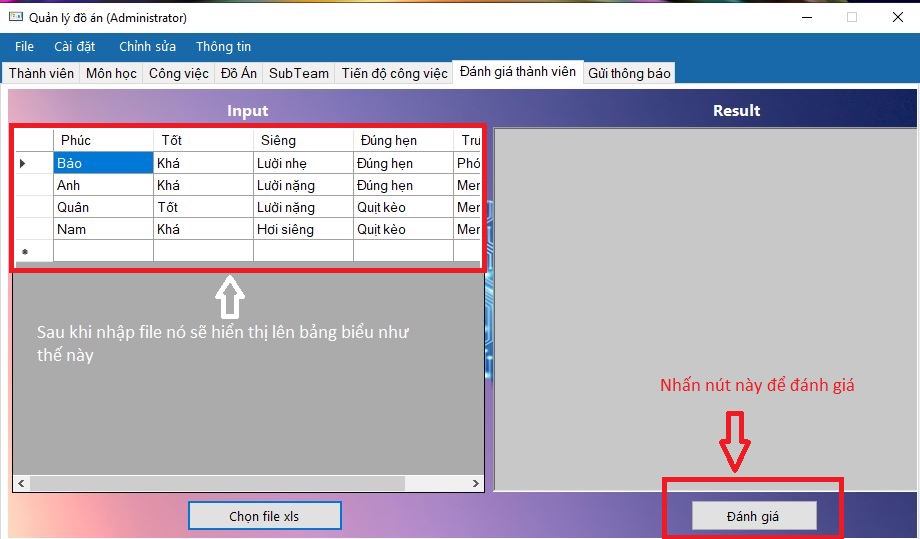 Quản lý đồ án (Administrator)
File Cài đặt Chỉnh sửa Thông tin
Thành viên Môn học Công việc Đồ Án SubTeam Tiến độ công việc Đánh giá thành viên Gửi thông báo
Input Result
Phúc Tốt Siêng Đúng hẹn Tru
Bảo Khá Lười nhẹ Đúng hẹn Phó
Anh Khá Lười nặng Đúng hẹn Mer
Quân Tốt Lười nặng Quịt kèo Mer
Nam Khá Hơi siêng Quịt kèo Mer
Sau khi nhập file nó sẽ hiển thị lên bảng biểu như
thế này
Nhấn nút này để đánh giá
Chọn file xls Đánh giá